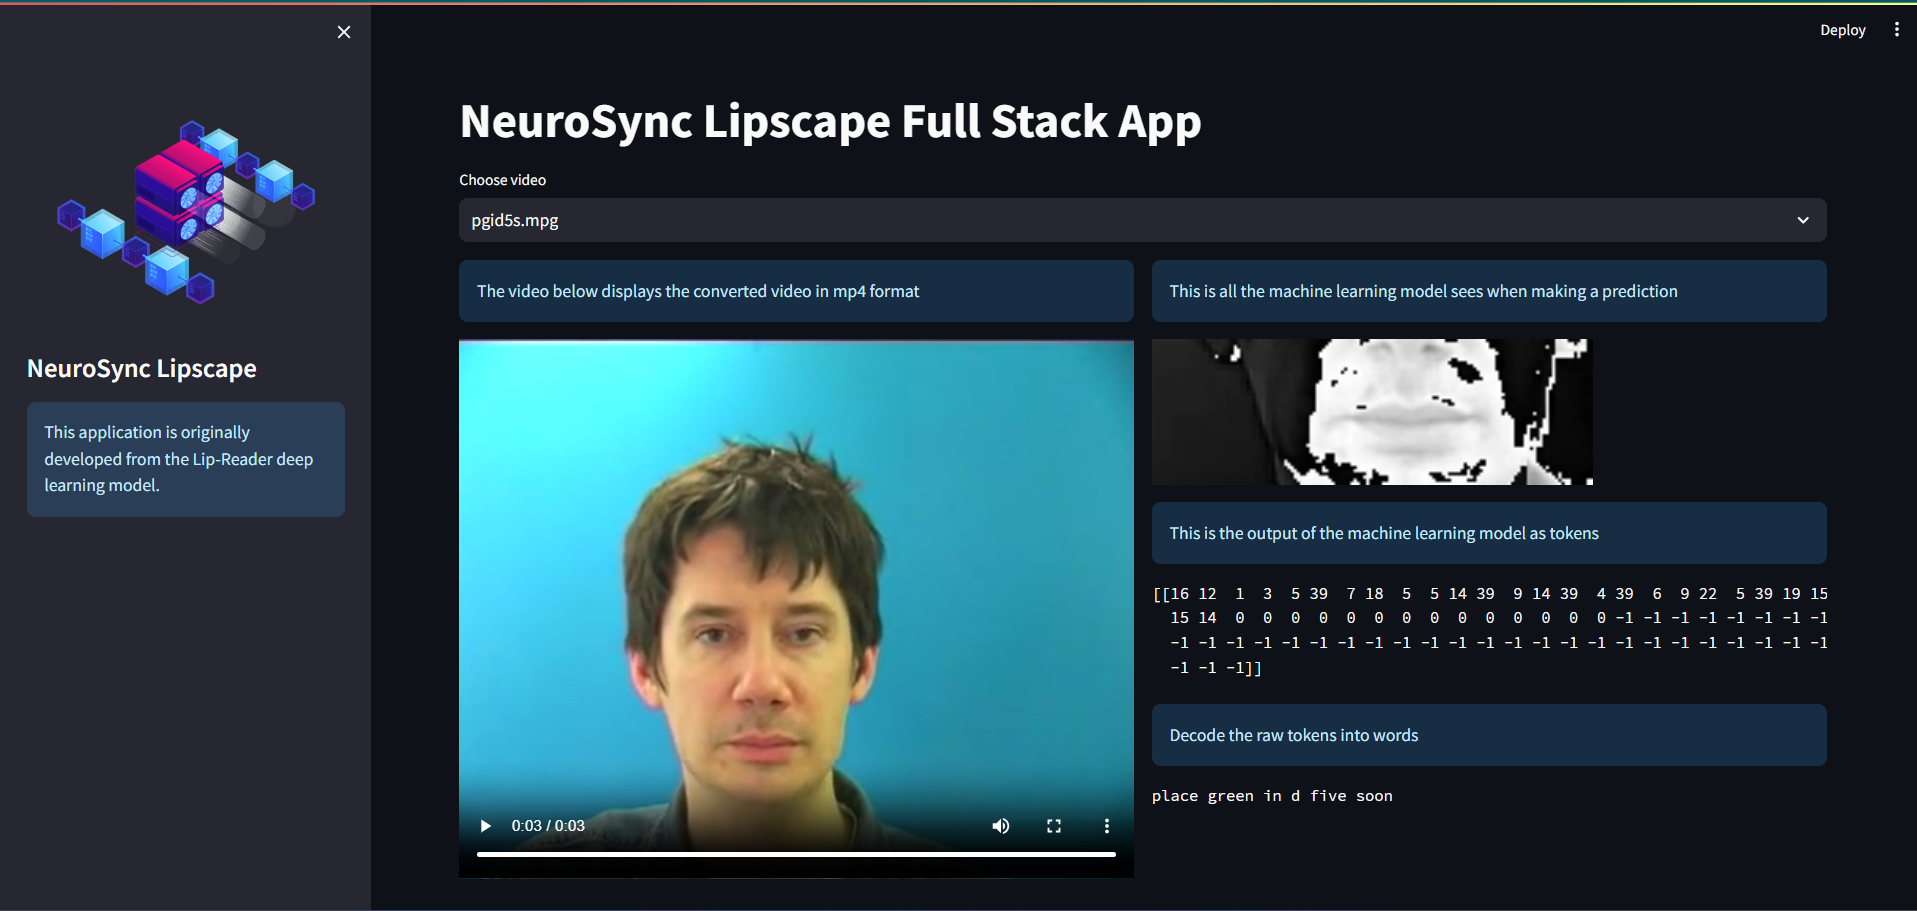 Deploy
NeuroSync Lipscape
This application is originally
developed from the Lip-Reader deep
learning model.
NeuroSync Lipscape Full Stack App
Choose video
pgid5s.mpg
The video below displays the converted video in mp4 format
0:03 / 0:03
This is all the machine learning model sees when making a prediction
This is the output of the machine learning model as tokens
[[16 12 1 3 5 39 7 18 5 5 14 39 9 14 39 4 39 6 9 22 5 39 19 15
15 14 0 0 0 0 0 0 0 0 0 0 0 0 0 0 -1 -1 -1 -1 -1 -1 -1 -1
-1 -1 -1 -1 -1 -1 -1 -1 -1 -1 -1 -1 -1 -1 -1 -1 -1 -1 -1 -1 -1 -1 -1 -1
-1 -1 -1]]
Decode the raw tokens into words
place green in d five soon